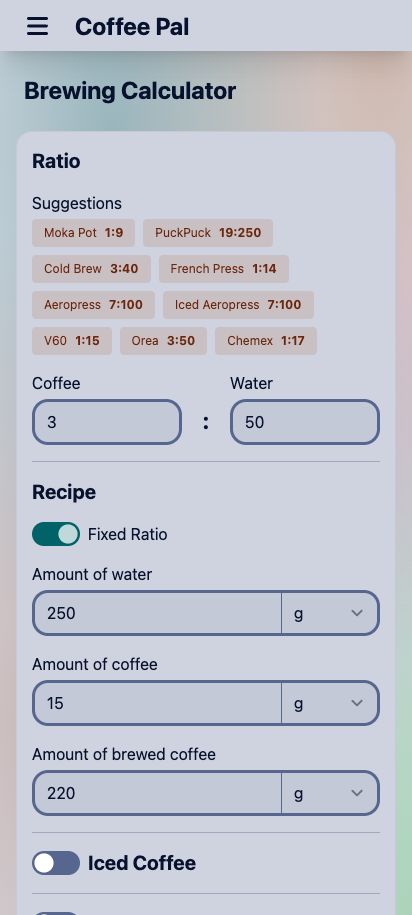 Coffee Pal
Brewing Calculator
Ratio
Suggestions
Moka Pot 1:9 PuckPuck 19:250
Cold Brew 3:40 French Press 1:14
Aeropress 7:100 Iced Aeropress 7:100
V60 1:15 Orea 3:50 Chemex 1:17
Coffee Water
3 : 50
Recipe
Fixed Ratio
Amount of water
250 g
Amount of coffee
15 g
Amount of brewed coffee
220 g
Iced Coffee